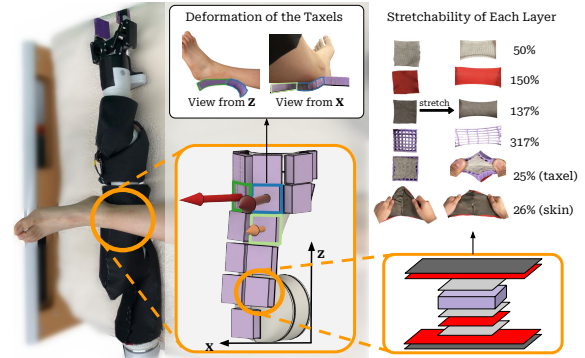 Deformation of the Taxels
View from Z
View from X
Stretchability of Each Layer
50%
150%
stretch
137%
317%
25% (taxel)
26% (skin)
Z
X